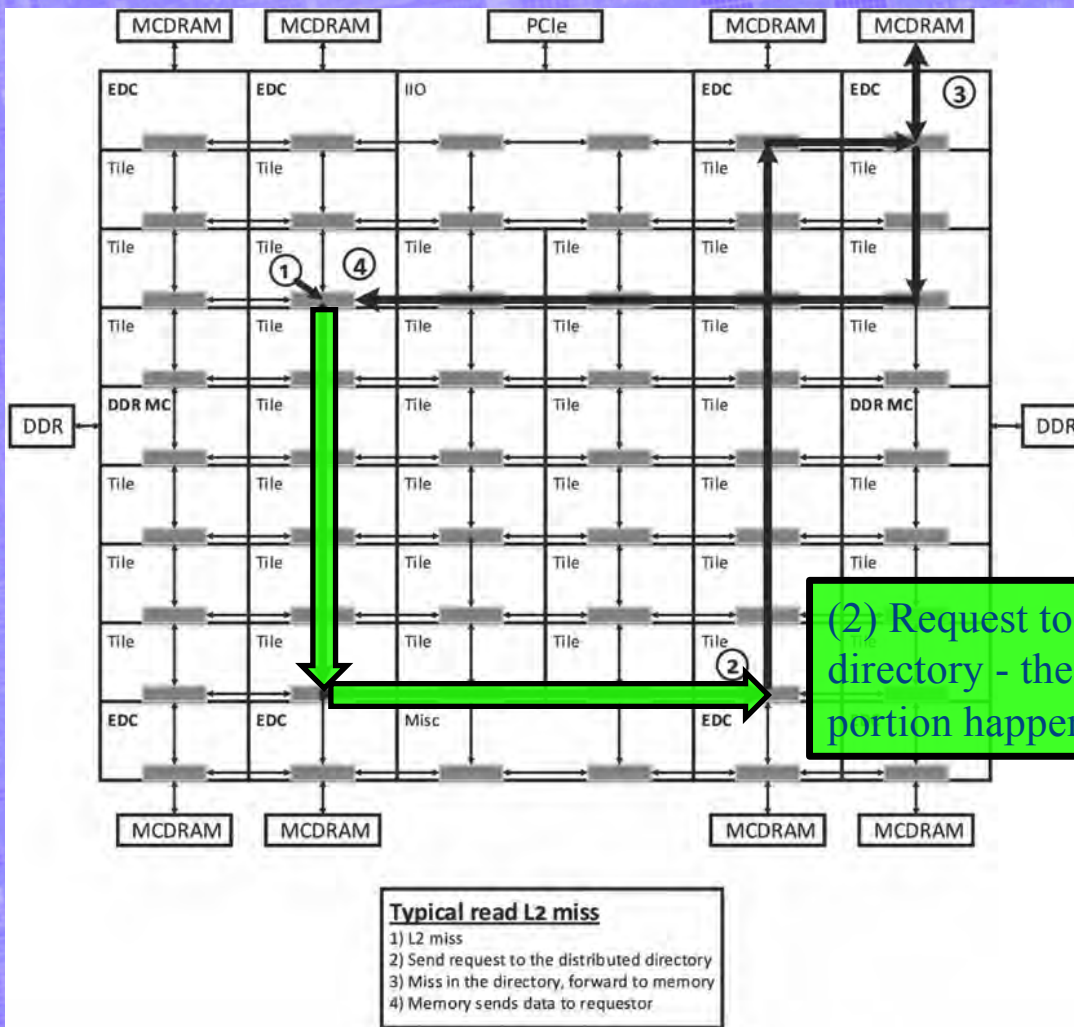 MCDRAM MCDRAM PCIe MCDRAM MCDRAM
EDC EDC IIO EDC EDC 3
Tile Tile Tile Tile
Tile Tile Tile Tile Tile Tile
1 4
Tile Tile Tile Tile Tile Tile
DDR MC Tile Tile Tile Tile DDR MC
DDR DDR
Tile Tile Tile Tile Tile Tile
Tile Tile Tile Tile Tile Tile
Tile Tile Tile Tile Tile
2
(2) Request to
directory - the
portion
EDC EDC Misc EDC
MCDRAM MCDRAM MCDRAM MCDRAM
Typical read L2 miss
1) L2 miss
2) Send request to the distributed directory
3) Miss in the directory, forward to memory
4) Memory sends data to requestor